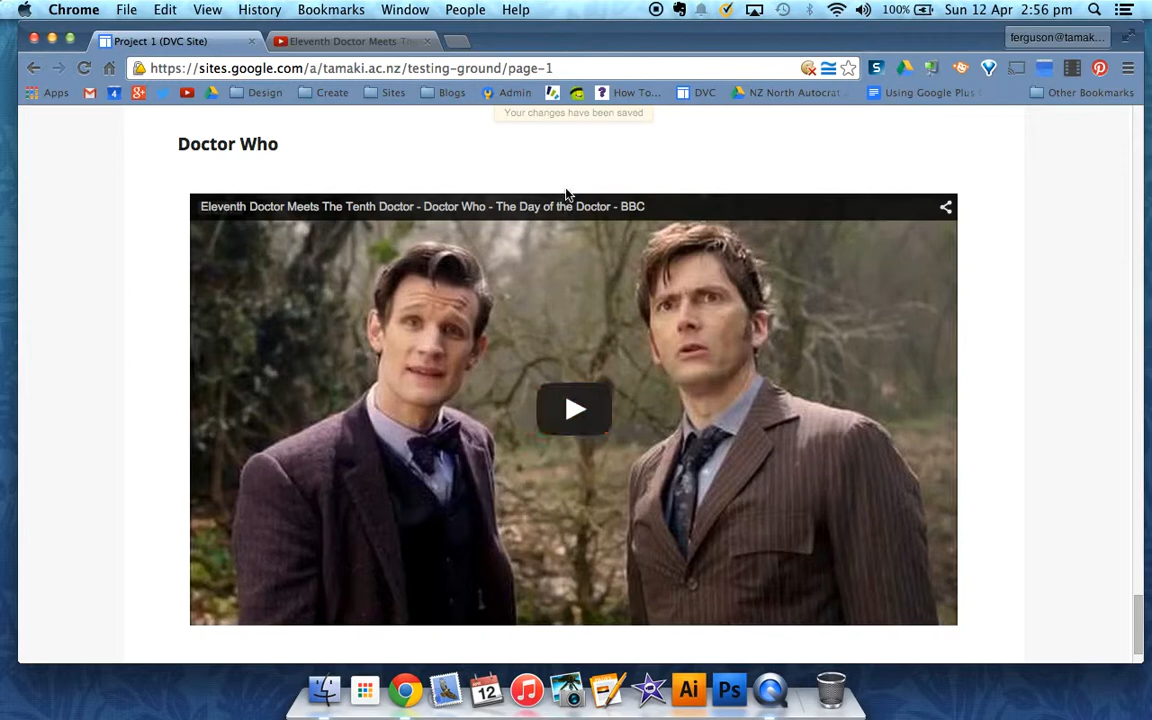 Chrome File Edit View History Bookmarks Window People Help 100% Sun 12 Apr 2:56 pm
Project 1 (DVC Site) Eleventh Doctor Meets The ferguson@tamak...
https://sites.google.com/a/tamaki.ac.nz/testing-ground/page-1
Apps Design Create Sites Blogs Admin How To... DVC NZ North Autocrat Using Google Plus Other Bookmarks
Your changes have been saved
Doctor Who
Eleventh Doctor Meets The Tenth Doctor - Doctor Who - The Day of the Doctor - BBC
12
Ai
Ps